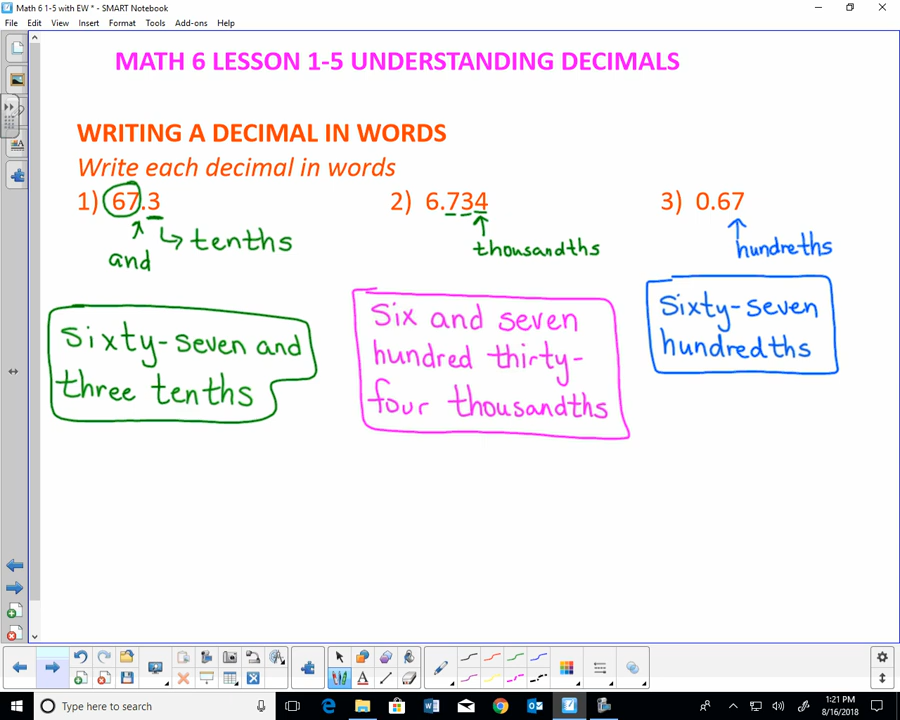 Math 6 1-5 with EW * - SMART Notebook
File Edit View Insert Format Tools Add-ons Help
MATH 6 LESSON 1-5 UNDERSTANDING DECIMALS
WRITING A DECIMAL IN WORDS
Write each decimal in words
1) 67.3 2) 6.734 3) 0.67
and tenths thousandths hundreths
Sixty-seven and
three tenths
Six and seven
hundred thirty-
four thousandths
Sixty-seven
hundredths
Type here to search
1:21 PM
8/16/2018